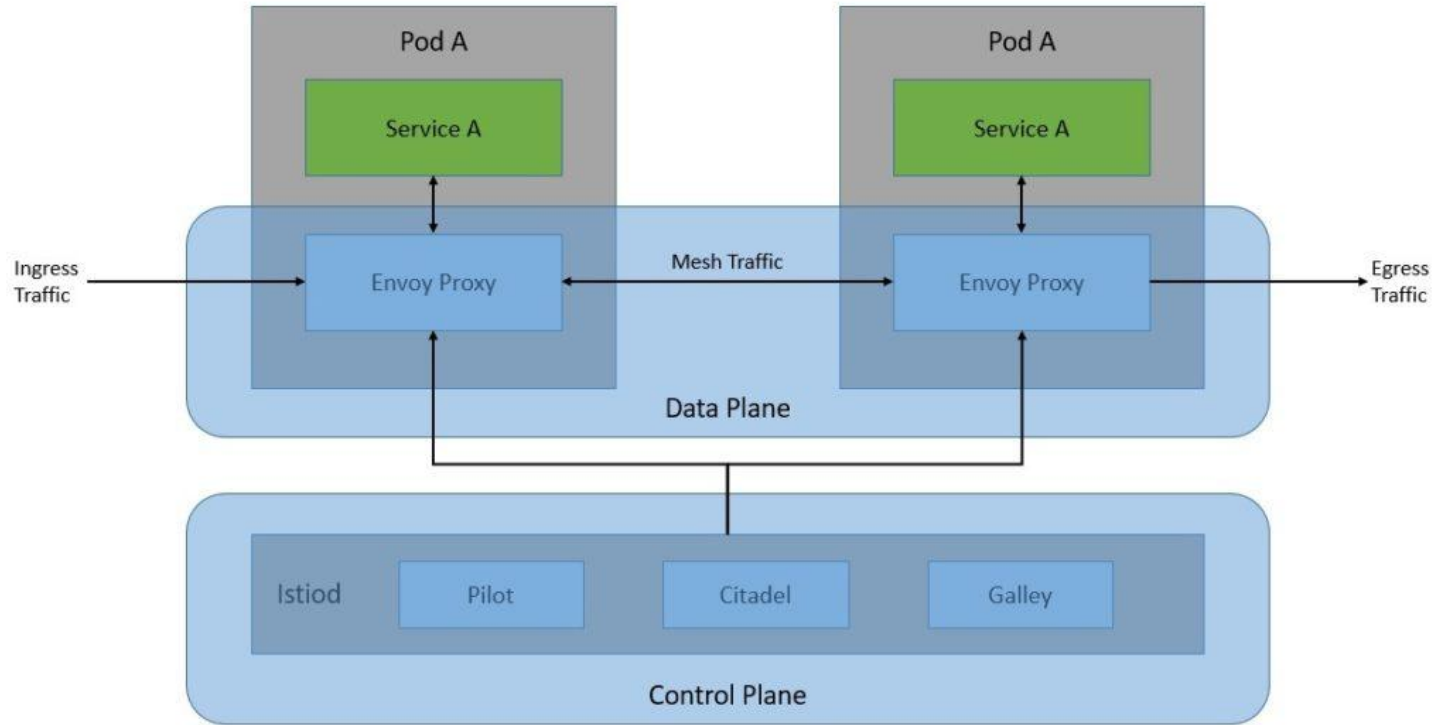 Pod A
Pod A
Service A
Service A
Ingress
Traffic
Envoy Proxy
Mesh Traffic
Envoy Proxy
Egress
Traffic
Data Plane
Istiod
Pilot
Citadel
Galley
Control Plane